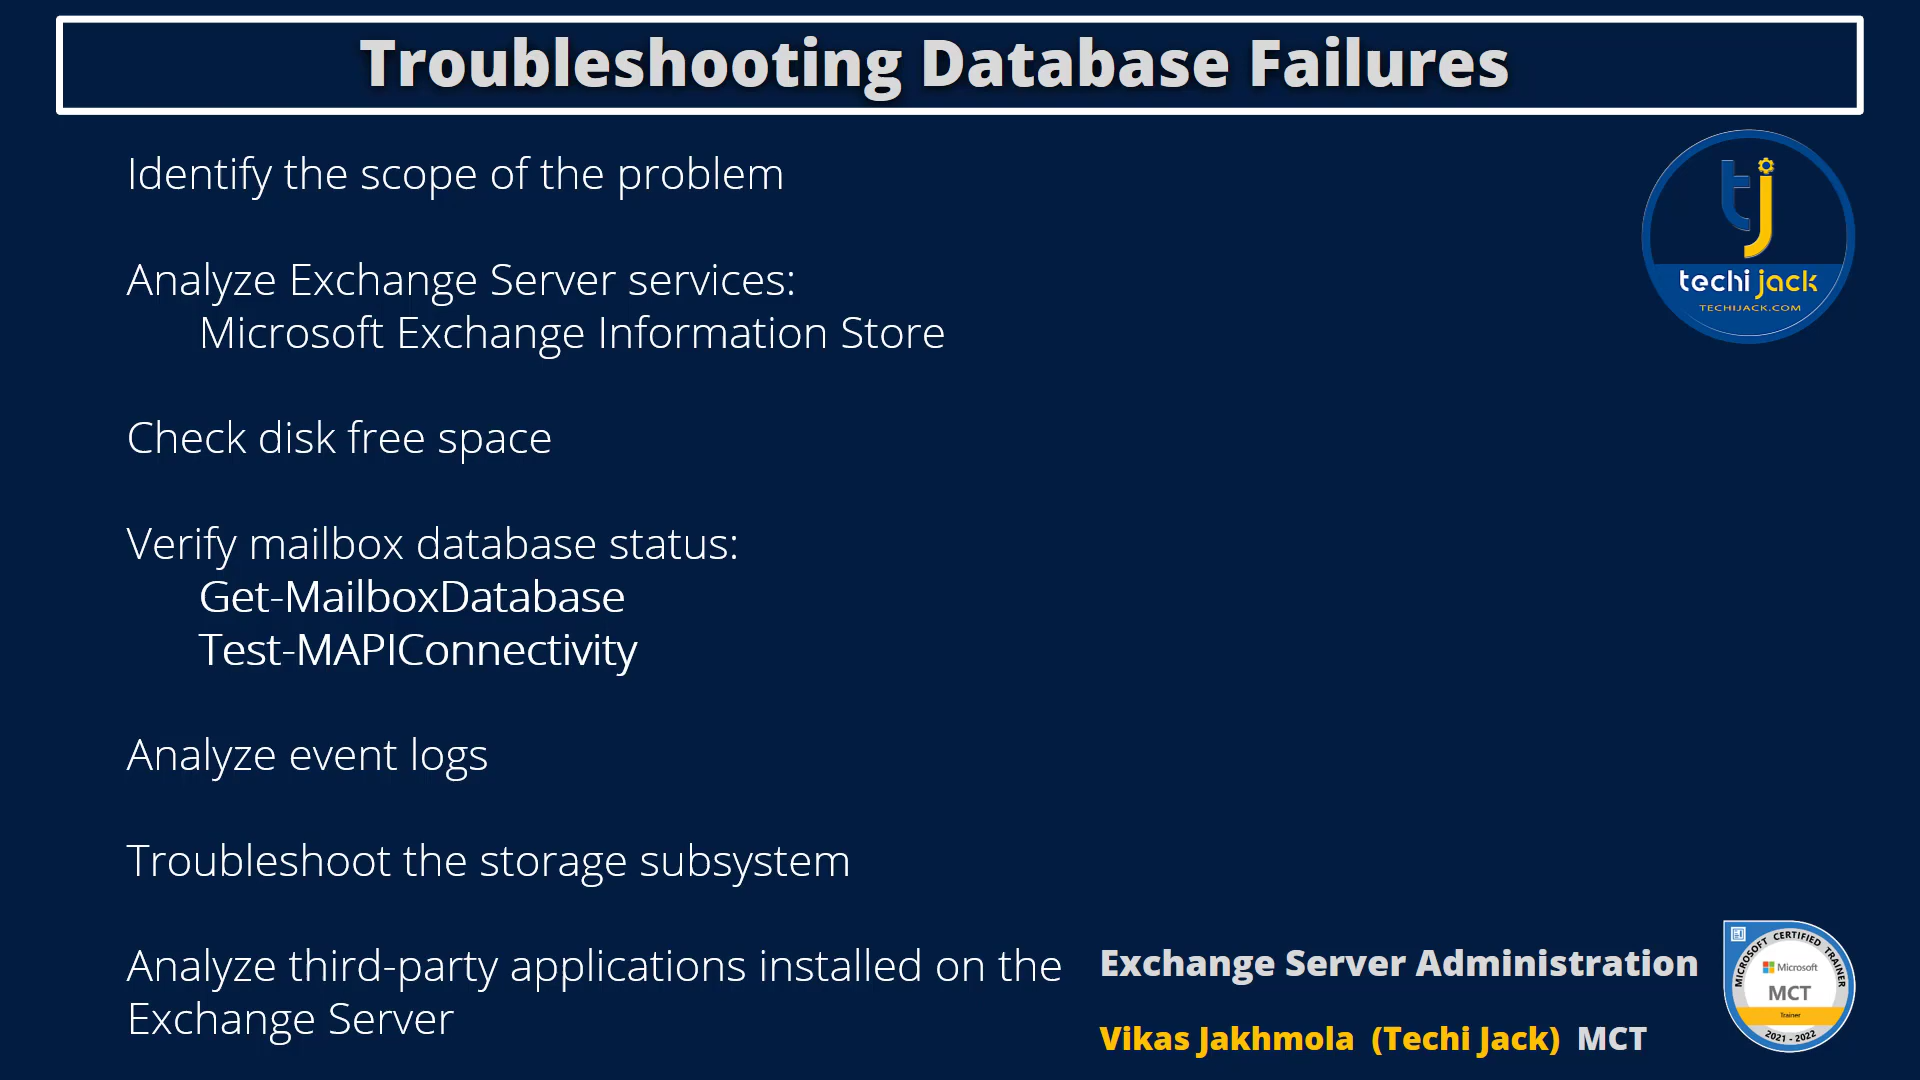 Troubleshooting Database Failures
Identify the scope of the problem
Analyze Exchange Server services:
Microsoft Exchange Information Store
Check disk free space
Verify mailbox database status:
Get-MailboxDatabase
Test-MAPIConnectivity
Analyze event logs
Troubleshoot the storage subsystem
Analyze third-party applications installed on the
Exchange Server
tj
techi jack
TECHIJACK.COM
Exchange Server Administration
Vikas Jakhmola (Techi Jack) MCT
MICROSOFT CERTIFIED TRAINER
Microsoft
MCT
Trainer
2021 - 2022